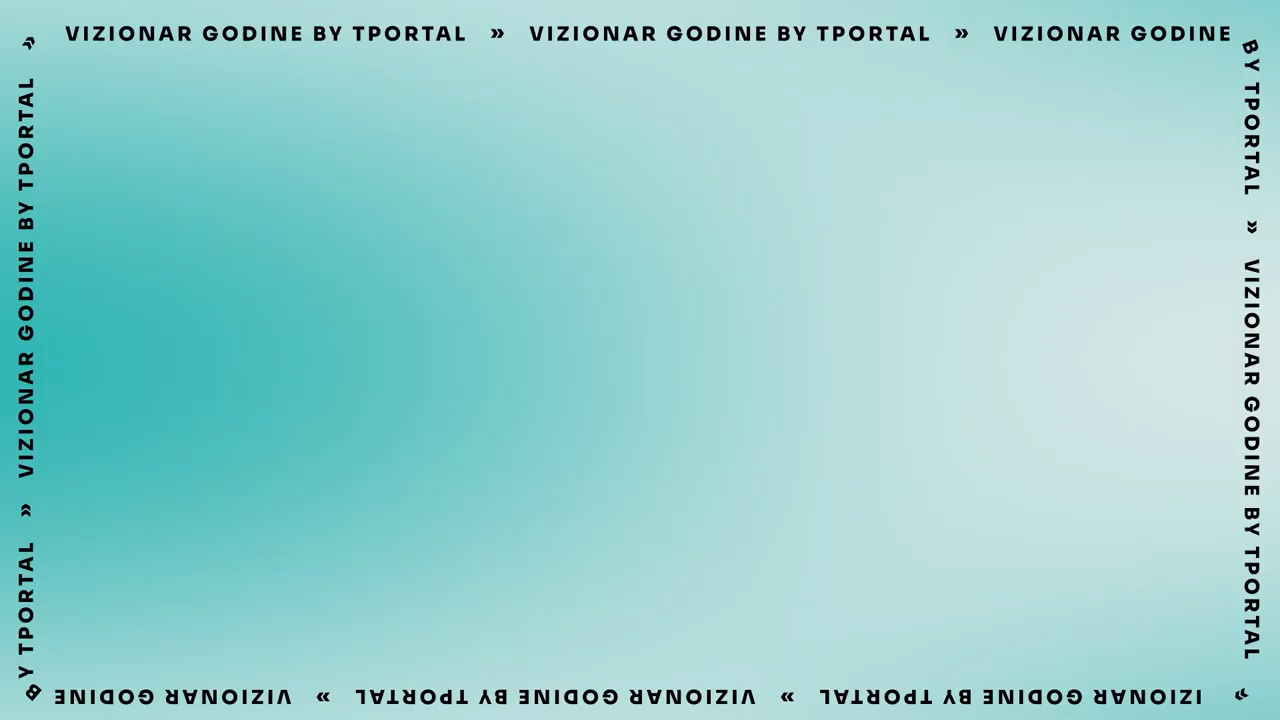 VIZIONAR GODINE BY TPORTAL » VIZIONAR GODINE BY TPORTAL » VIZIONAR GODINE
BY TPORTAL » VIZIONAR GODINE BY TPORTAL
» IZIONAR GODINE BY TPORTAL » VIZIONAR GODINE BY TPORTAL » VIZIONAR GODINE
BY TPORTAL » VIZIONAR GODINE BY TPORTAL »